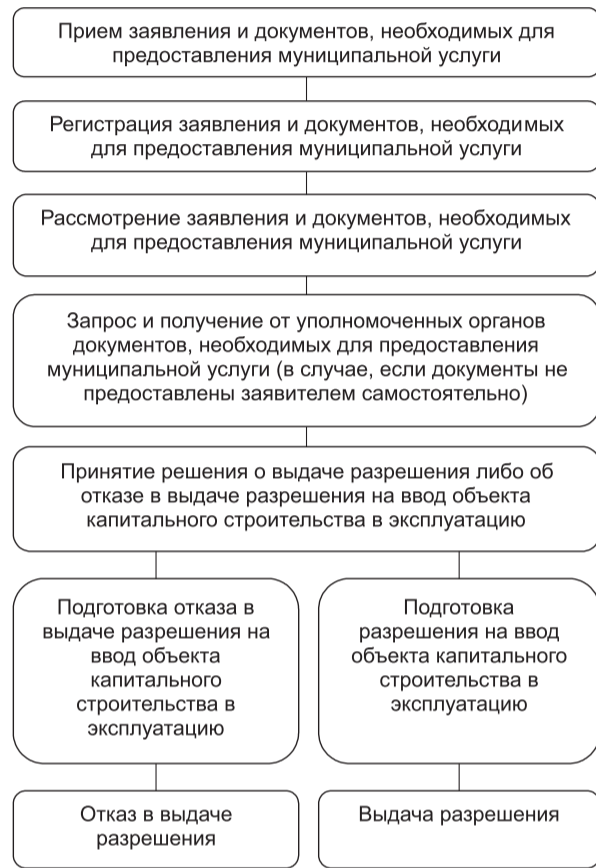 Прием заявления и документов, необходимых для
предоставления муниципальной услуги
Регистрация заявления и документов, необходимых
для предоставления муниципальной услуги
Рассмотрение заявления и документов, необходимых
для предоставления муниципальной услуги
Запрос и получение от уполномоченных органов
документов, необходимых для предоставления
муниципальной услуги (в случае, если документы не
предоставлены заявителем самостоятельно)
Принятие решения о выдаче разрешения либо об
отказе в выдаче разрешения на ввод объекта
капитального строительства в эксплуатацию
Подготовка отказа в
выдаче разрешения на
ввод объекта
капитального
строительства в
эксплуатацию
Подготовка
разрешения на ввод
объекта капитального
строительства в
эксплуатацию
Отказ в выдаче
разрешения
Выдача разрешения